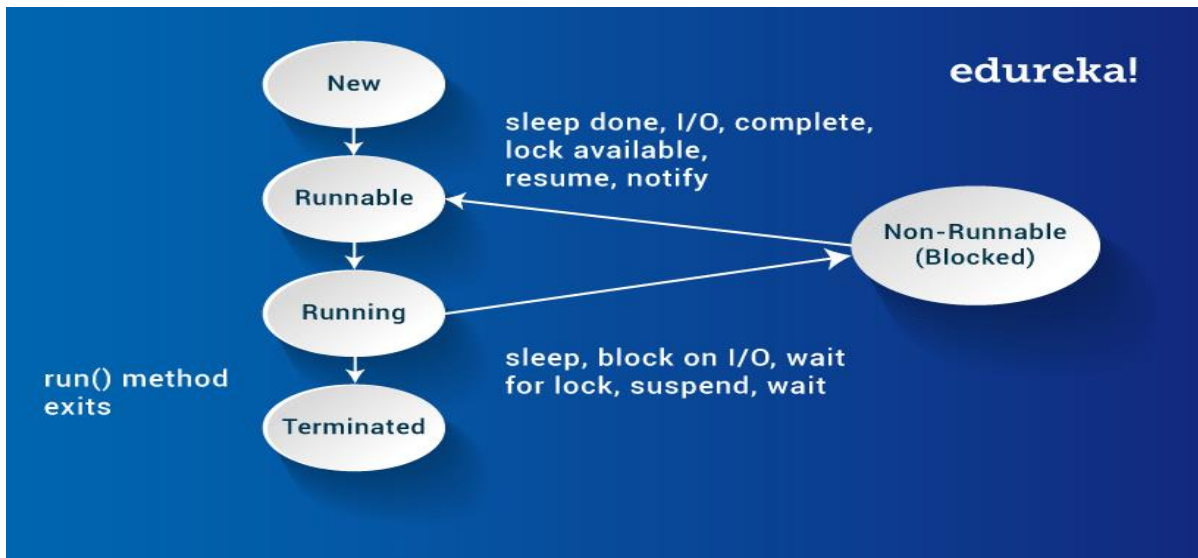 New
edureka!
sleep done, I/O, complete,
lock available,
resume, notify
Runnable
Non-Runnable
(Blocked)
Running
sleep, block on I/O, wait
for lock, suspend, wait
run() method
exits
Terminated